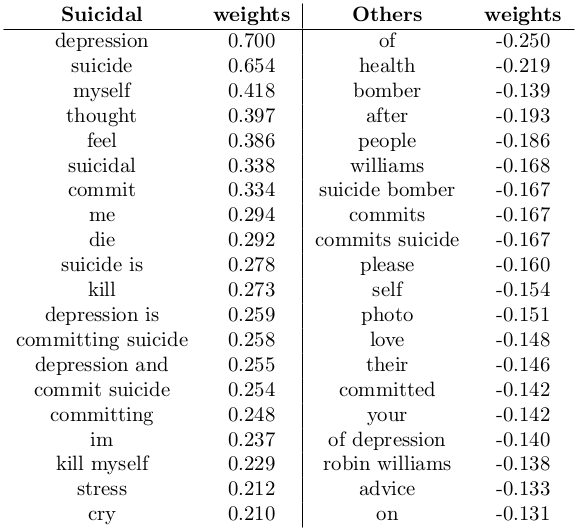 Suicidal weights Others weights
depression 0.700 of -0.250
suicide 0.654 health -0.219
myself 0.418 bomber -0.139
thought 0.397 after -0.193
feel 0.386 people -0.186
suicidal 0.338 williams -0.168
commit 0.334 suicide bomber -0.167
me 0.294 commits -0.167
die 0.292 commits suicide -0.167
suicide is 0.278 please -0.160
kill 0.273 self -0.154
depression is 0.259 photo -0.151
committing suicide 0.258 love -0.148
depression and 0.255 their -0.146
commit suicide 0.254 committed -0.142
committing 0.248 your -0.142
im 0.237 of depression -0.140
kill myself 0.229 robin williams -0.138
stress 0.212 advice -0.133
cry 0.210 on -0.131